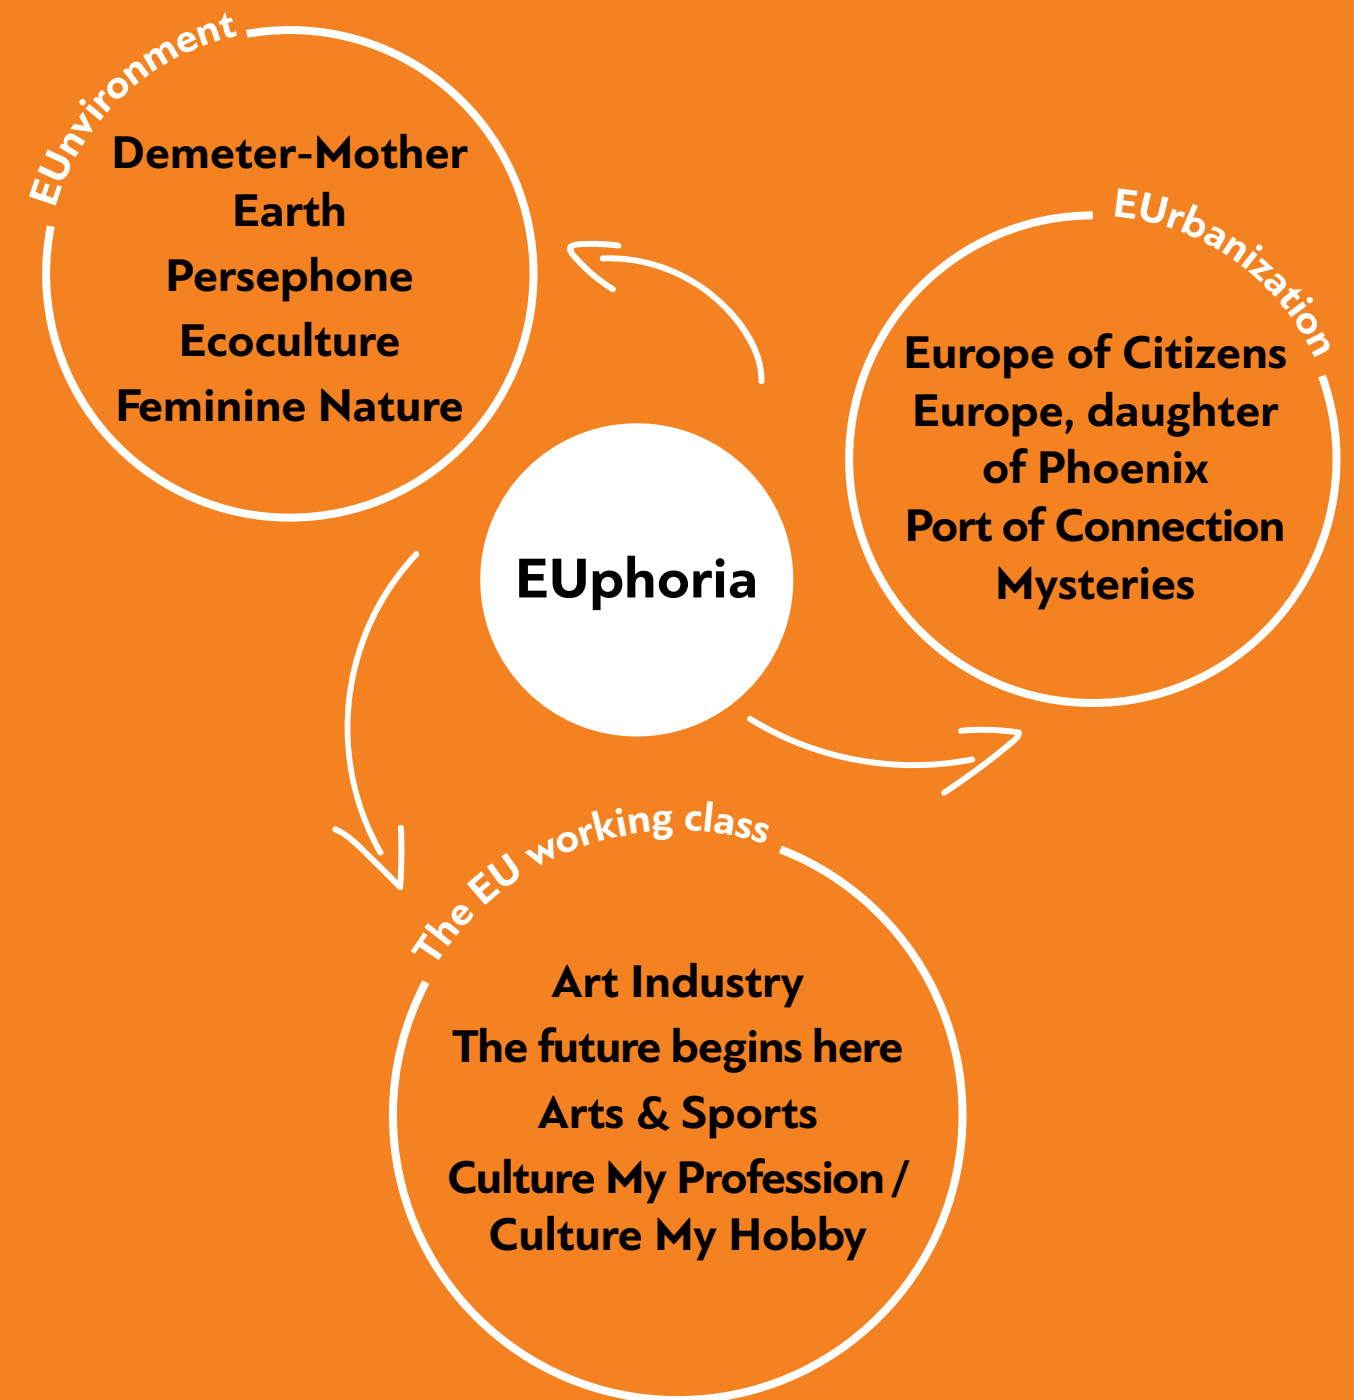 EUnvironment
Demeter-Mother
Earth
Persephone
Ecoculture
Feminine Nature
EUrbanization
Europe of Citizens
Europe, daughter
of Phoenix
Port of Connection
Mysteries
EUphoria
The EU working class
Art Industry
The future begins here
Arts & Sports
Culture My Profession /
Culture My Hobby